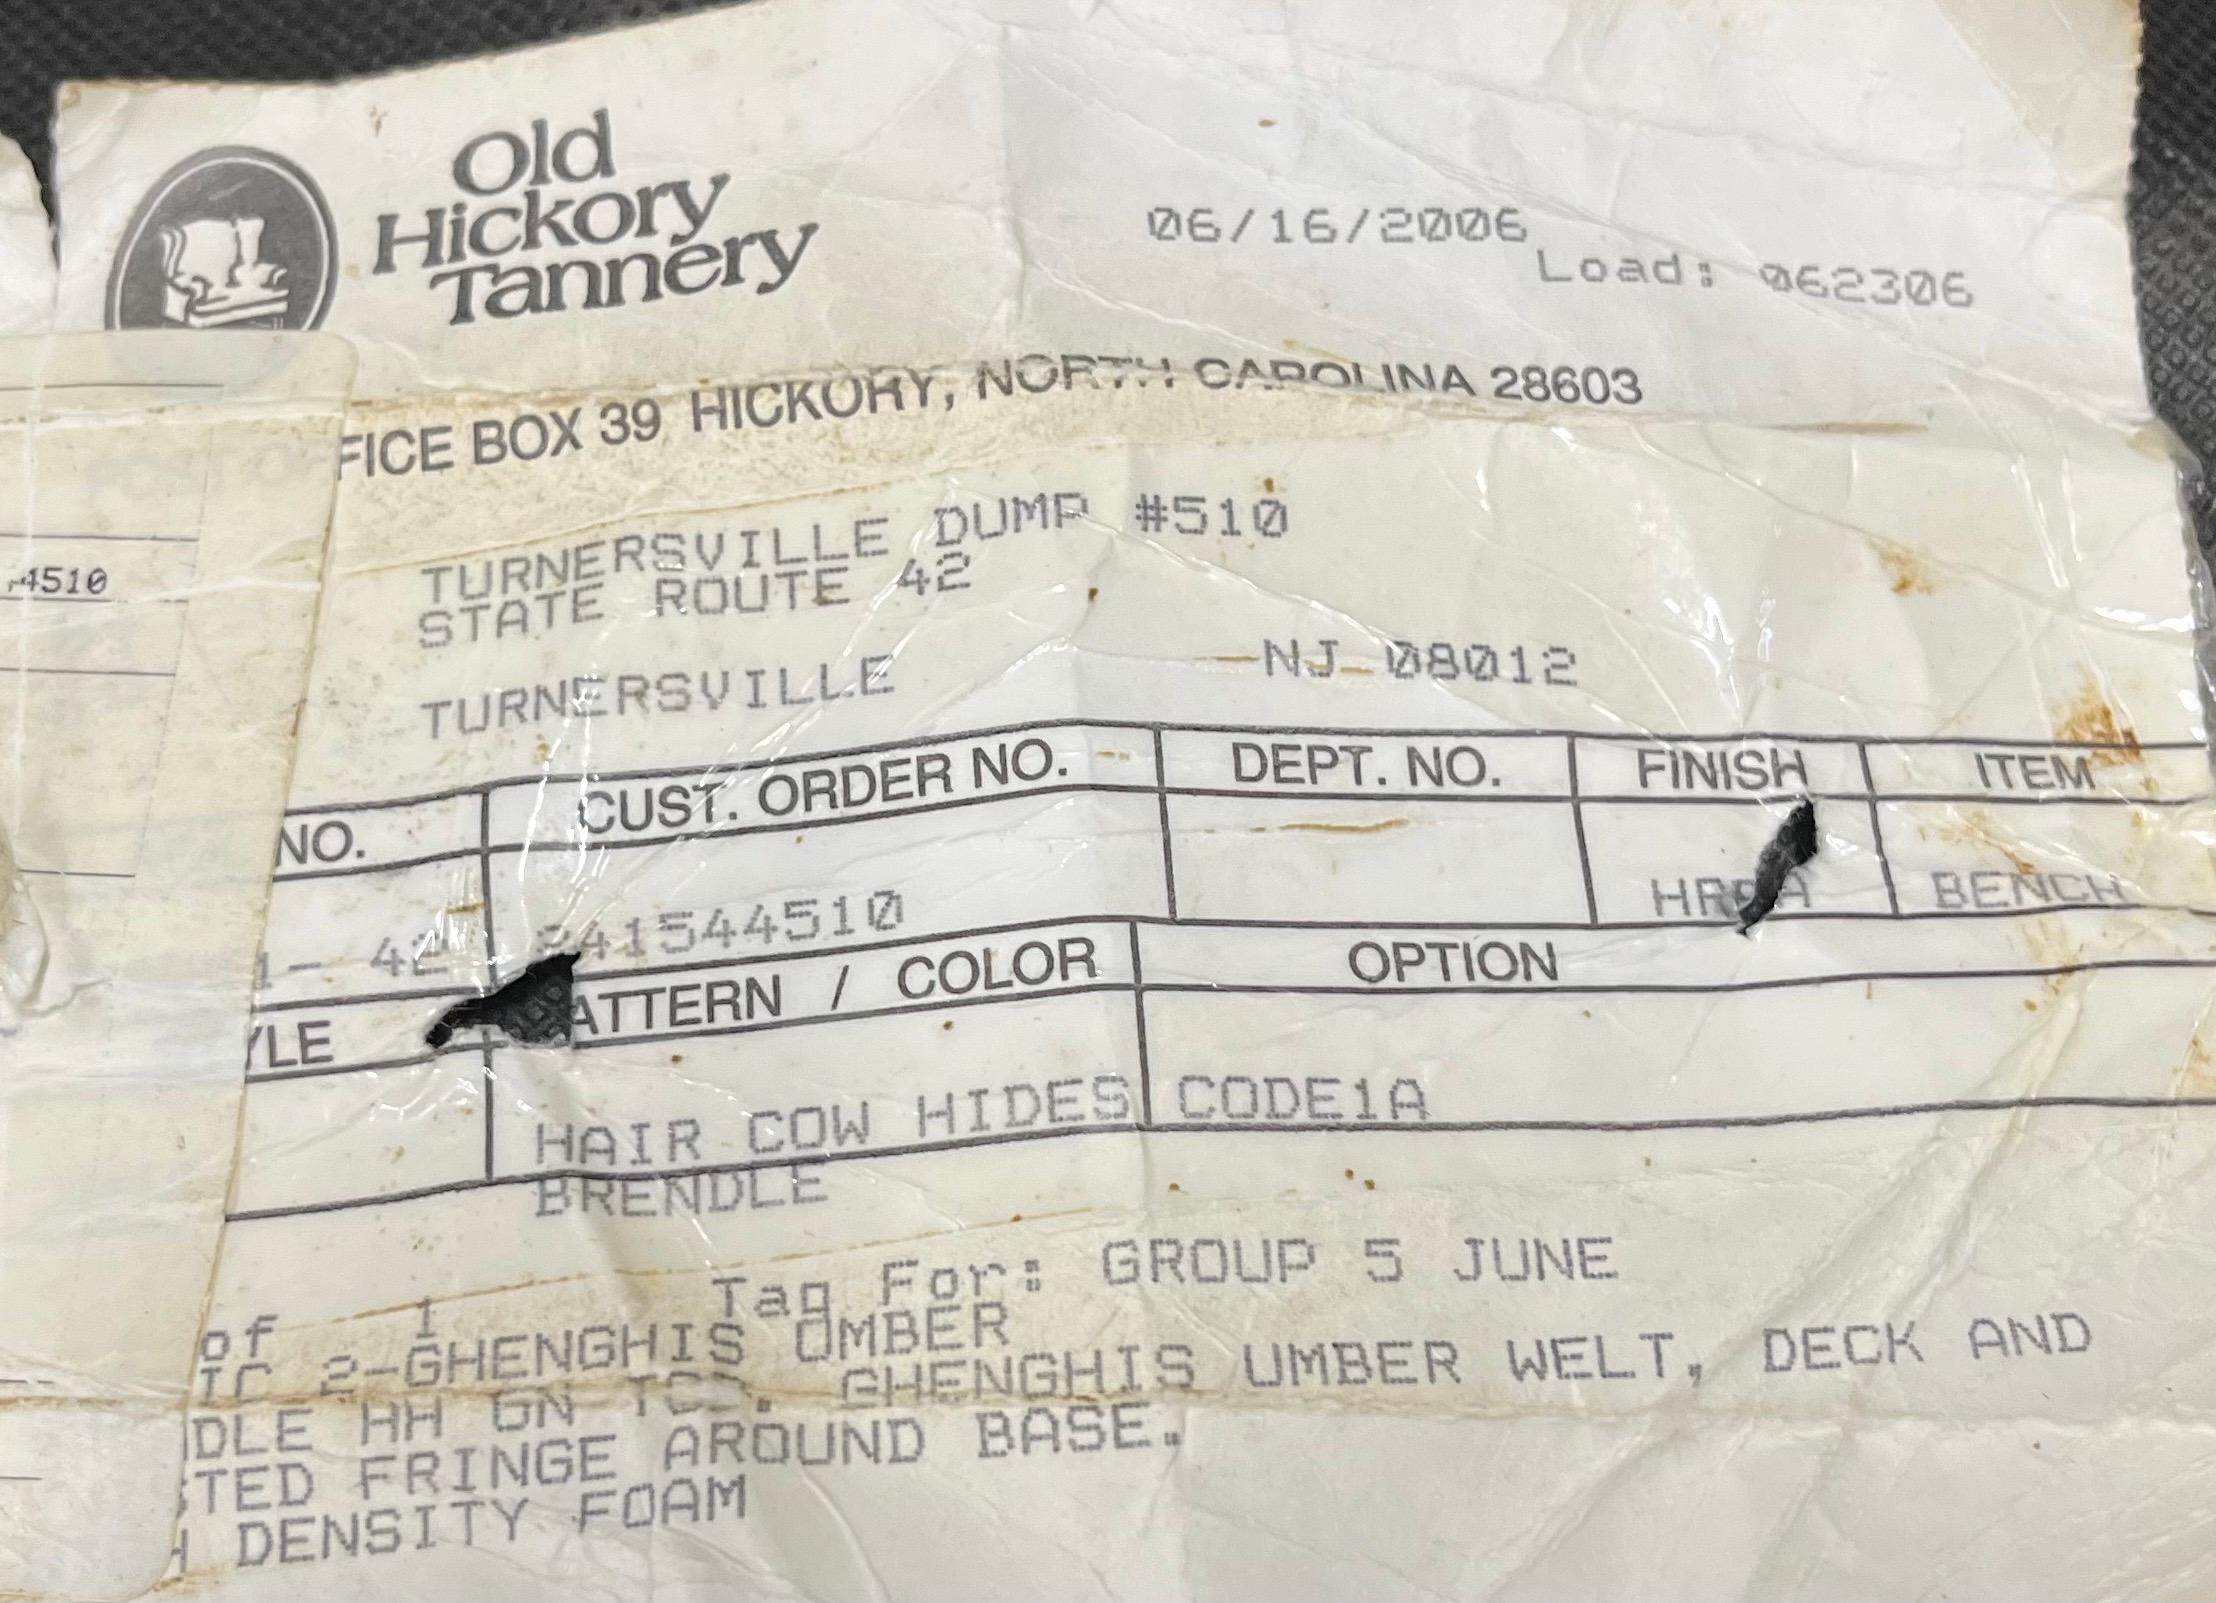 Old
Hickory
Tannery
06/16/2006
Load: 062306
FICE BOX 39 HICKORY, NORTH CAROLINA 28603
TURNERSVILLE DUMP #510
STATE ROUTE 42
TURNERSVILLE NJ 08012
4510
NO. CUST. ORDER NO. DEPT. NO. FINISH ITEM
1- 42 241544510 BENCH
YLE ATTERN / COLOR OPTION
HAIR COW HIDES CODE1A
BRENDLE
of 1 Tag For: GROUP 5 JUNE
2-GHENGHIS UMBER
DLE HH ON GHENGHIS UMBER WELT, DECK AND
TED FRINGE AROUND BASE.
H DENSITY FOAM